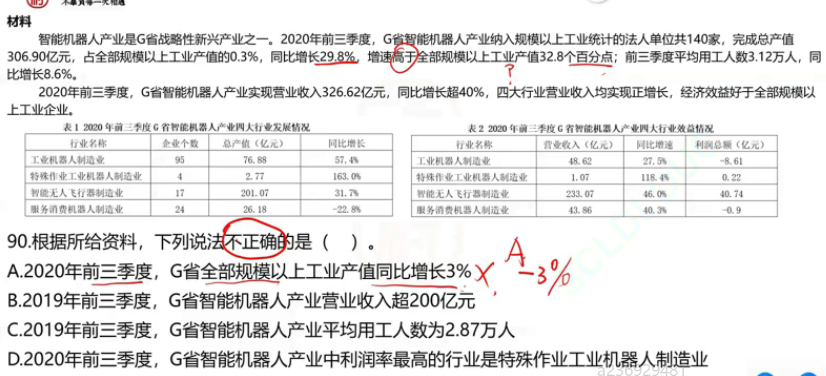 材料
智能机器人产业是G省战略性新兴产业之一。2020年前三季度，G省智能机器人产业纳入规模以上工业统计的法人单位共140家，完成总产值
306.90亿元，占全部规模以上工业产值的0.3%，同比增长29.8%，增速高于全部规模以上工业产值32.8个百分点；前三季度平均用工人数3.12万人，同
比增长8.6%。
?
2020年前三季度，G省智能机器人产业实现营业收入326.62亿元，同比增长超40%，四大行业营业收入均实现正增长，经济效益好于全部规模以
上工业企业。
表 1 2020 年前三季度 G 省智能机器人产业四大行业发展情况
行业名称 企业个数 总产值（亿元） 同比增长
工业机器人制造业 95 76.88 57.4%
特殊作业工业机器人制造业 4 2.77 163.0%
智能无人飞行器制造业 17 201.07 31.7%
服务消费机器人制造业 24 26.18 -22.8%
表 2 2020 年前三季度 G 省智能机器人产业四大行业效益情况
行业名称 营业收入（亿元） 同比增速 利润总额（亿元）
工业机器人制造业 48.62 27.5% -8.61
特殊作业工业机器人制造业 1.07 118.4% 0.22
智能无人飞行器制造业 233.07 46.0% 40.74
服务消费机器人制造业 43.86 40.3% -0.9
90.根据所给资料，下列说法不正确的是（ ）。
A
A.2020年前三季度，G省全部规模以上工业产值同比增长3% × -3%
B.2019年前三季度，G省智能机器人产业营业收入超200亿元
C.2019年前三季度，G省智能机器人产业平均用工人数为2.87万人
D.2020年前三季度，G省智能机器人产业中利润率最高的行业是特殊作业工业机器人制造业
a236929481